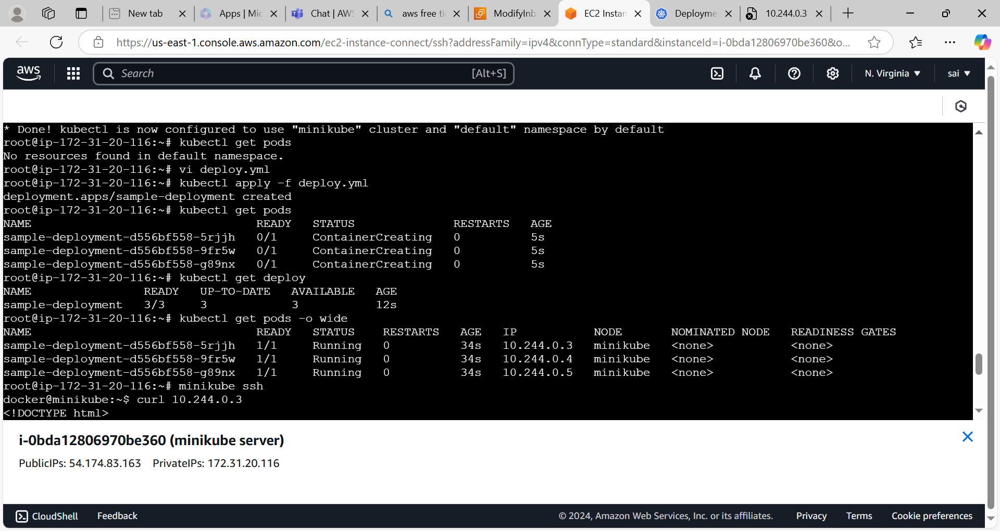 New tab
Apps | Mic
Chat | AWS
aws free ti
ModifyInb
EC2 Instan
Deployme
10.244.0.3
https://us-east-1.console.aws.amazon.com/ec2-instance-connect/ssh?addressFamily=ipv4&connType=standard&instanceId=i-0bda12806970be360&o...
aws
Search
[Alt+S]
N. Virginia
sai
* Done! kubectl is now configured to use "minikube" cluster and "default" namespace by default
root@ip-172-31-20-116:~# kubectl get pods
No resources found in default namespace.
root@ip-172-31-20-116:~# vi deploy.yml
root@ip-172-31-20-116:~# kubectl apply -f deploy.yml
deployment.apps/sample-deployment created
root@ip-172-31-20-116:~# kubectl get pods
NAME                                READY   STATUS              RESTARTS   AGE
sample-deployment-d556bf558-5rjjh   0/1     ContainerCreating   0          5s
sample-deployment-d556bf558-9fr5w   0/1     ContainerCreating   0          5s
sample-deployment-d556bf558-g89nx   0/1     ContainerCreating   0          5s
root@ip-172-31-20-116:~# kubectl get deploy
NAME                READY   UP-TO-DATE   AVAILABLE   AGE
sample-deployment   3/3     3            3           12s
root@ip-172-31-20-116:~# kubectl get pods -o wide
NAME                                READY   STATUS    RESTARTS   AGE   IP           NODE       NOMINATED NODE   READINESS GATES
sample-deployment-d556bf558-5rjjh   1/1     Running   0          34s   10.244.0.3   minikube   <none>           <none>
sample-deployment-d556bf558-9fr5w   1/1     Running   0          34s   10.244.0.4   minikube   <none>           <none>
sample-deployment-d556bf558-g89nx   1/1     Running   0          34s   10.244.0.5   minikube   <none>           <none>
root@ip-172-31-20-116:~# minikube ssh
docker@minikube:~$ curl 10.244.0.3
<!DOCTYPE html>
i-0bda12806970be360 (minikube server)
PublicIPs: 54.174.83.163    PrivateIPs: 172.31.20.116
CloudShell
Feedback
© 2024, Amazon Web Services, Inc. or its affiliates.
Privacy
Terms
Cookie preferences